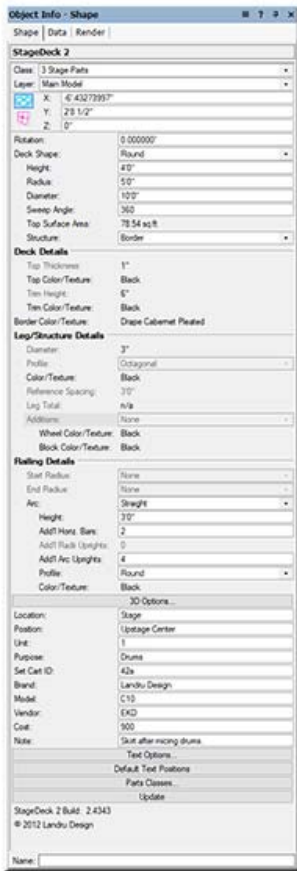 Object Info - Shape
Shape Data Render
StageDeck 2
Class: 3 Stage-Parts
Layer: Main Model
X: -6'.43273997"
Y: 2'8 1/2"
Z: 0"
Rotation: 0.000000°
Deck Shape: Round
Height: 4'0"
Radius: 5'0"
Diameter: 10'0"
Sweep Angle: 360
Top Surface Area: 78.54 sq/ft
Structure: Border
Deck Details
Top Thickness: 1"
Top Color/Texture: Black
Trim Height: 6"
Trim Color/Texture: Black
Border Color/Texture: Drape Cabernet Pleated
Leg/Structure Details
Diameter: 3"
Profile: Octagonal
Color/Texture: Black
Reference Spacing: 3'0"
Leg Total: n/a
Additions: None
Wheel Color/Texture: Black
Block Color/Texture: Black
Railing Details
Start Radius: None
End Radius: None
Arc: Straight
Height: 3'0"
Add'l Horiz. Bars: 2
Add'l Radii Uprights: 0
Add'l Arc Uprights: 4
Profile: Round
Color/Texture: Black
3D Options...
Location: Stage
Position: Upstage Center
Unit: 1
Purpose: Drums
Set Cart ID: 42a
Brand: Landru Design
Model: C10
Vendor: EKD
Cost: 900
Note: Skirt after micing drums.
Text Options...
Default Text Positions
Parts Classes...
Update
StageDeck 2 Build: 2.4343
© 2012 Landru Design
Name: